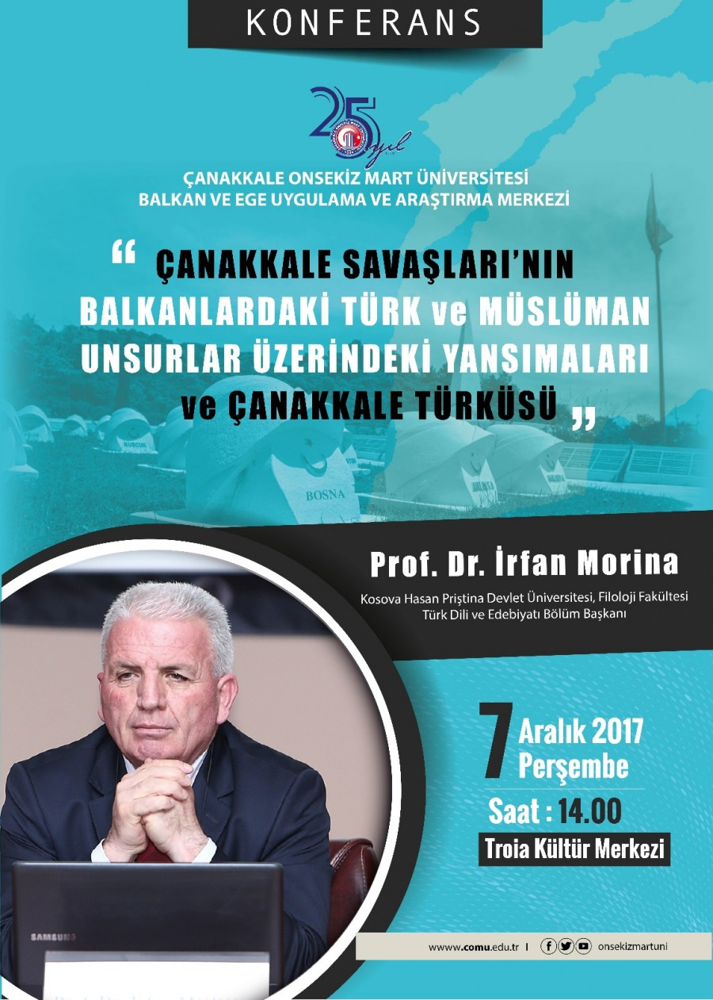 KONFERANS
25 yıl
ÇANAKKALE ONSEKİZ MART ÜNİVERSİTESİ
BALKAN VE EGE UYGULAMA VE ARAŞTIRMA MERKEZİ
“ ÇANAKKALE SAVAŞLARI’NIN
BALKANLARDAKİ TÜRK ve MÜSLÜMAN
UNSURLAR ÜZERİNDEKİ YANSIMALARI
ve ÇANAKKALE TÜRKÜSÜ ”
BOSNA
Prof. Dr. İrfan Morina
Kosova Hasan Priştina Devlet Üniversitesi, Filoloji Fakültesi
Türk Dili ve Edebiyatı Bölüm Başkanı
7 Aralık 2017
Perşembe
Saat : 14.00
Troia Kültür Merkezi
SAMSUNG
wwww.comu.edu.tr | onsekizmartuni